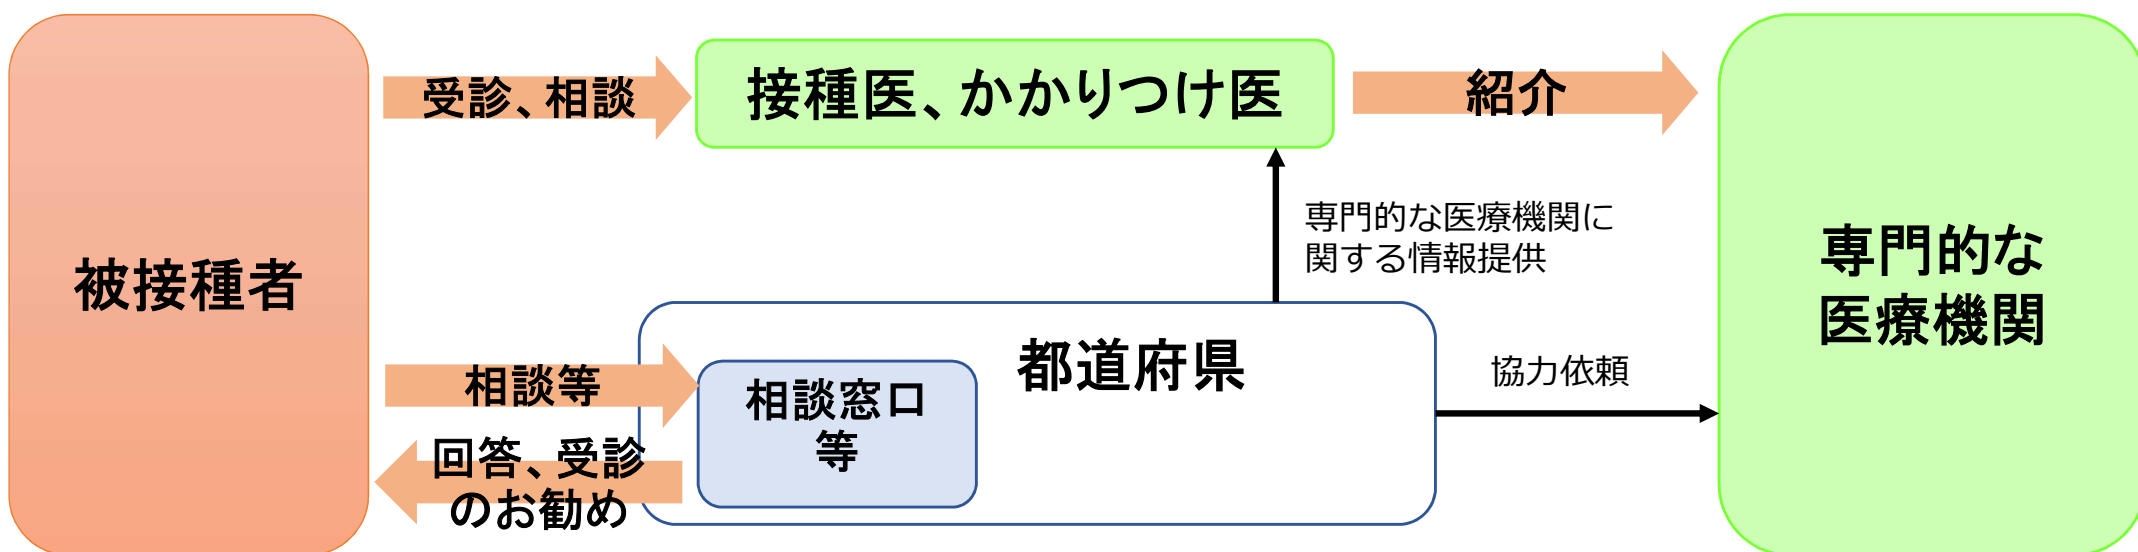 被接種者
受診、相談
接種医、かかりつけ医
紹介
専門的な医療機関に
関する情報提供
専門的な
医療機関
都道府県
相談等
相談窓口
等
回答、受診
のお勧め
協力依頼